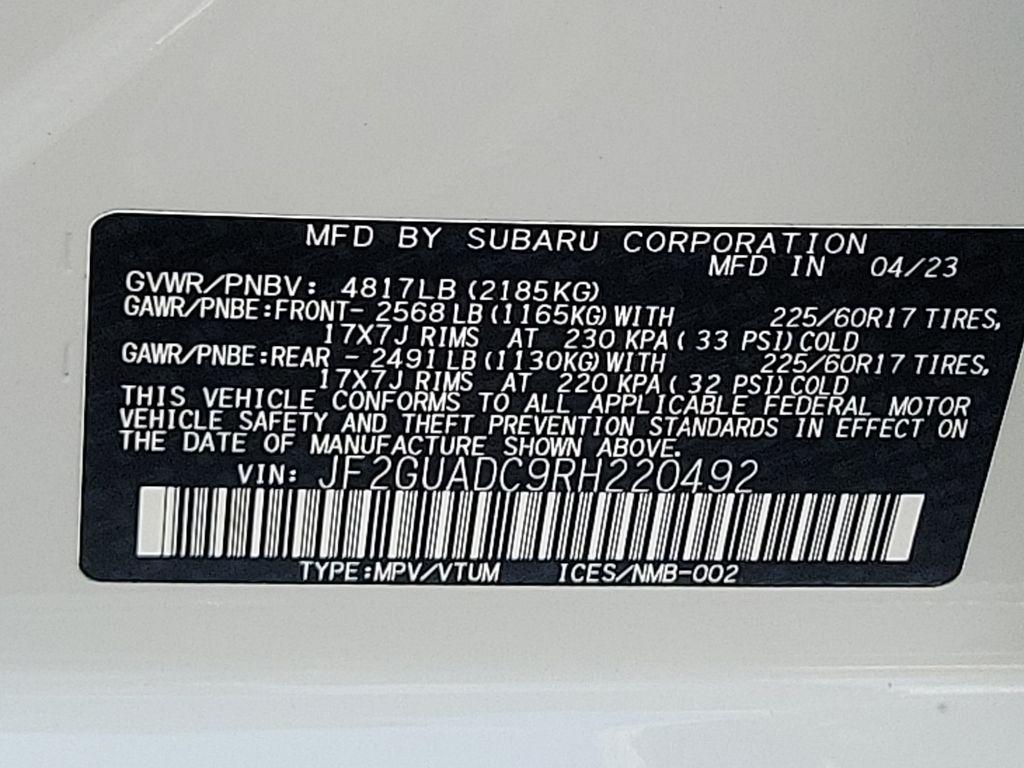 MFD BY SUBARU CORPORATION
MFD IN 04/23
GVWR/PNBV: 4817LB (2185KG)
GAWR/PNBE:FRONT- 2568 LB (1165KG) WITH 225/60R17 TIRES,
17X7J RIMS AT 230 KPA ( 33 PSI) COLD
GAWR/PNBE:REAR - 2491 LB (1130KG) WITH 225/60R17 TIRES,
17X7J RIMS AT 220 KPA ( 32 PSI) COLD
THIS VEHICLE CONFORMS TO ALL APPLICABLE FEDERAL MOTOR
VEHICLE SAFETY AND THEFT PREVENTION STANDARDS IN EFFECT ON
THE DATE OF MANUFACTURE SHOWN ABOVE.
VIN: JF2GUADC9RH220492
TYPE:MPV/VTUM ICES/NMB-002